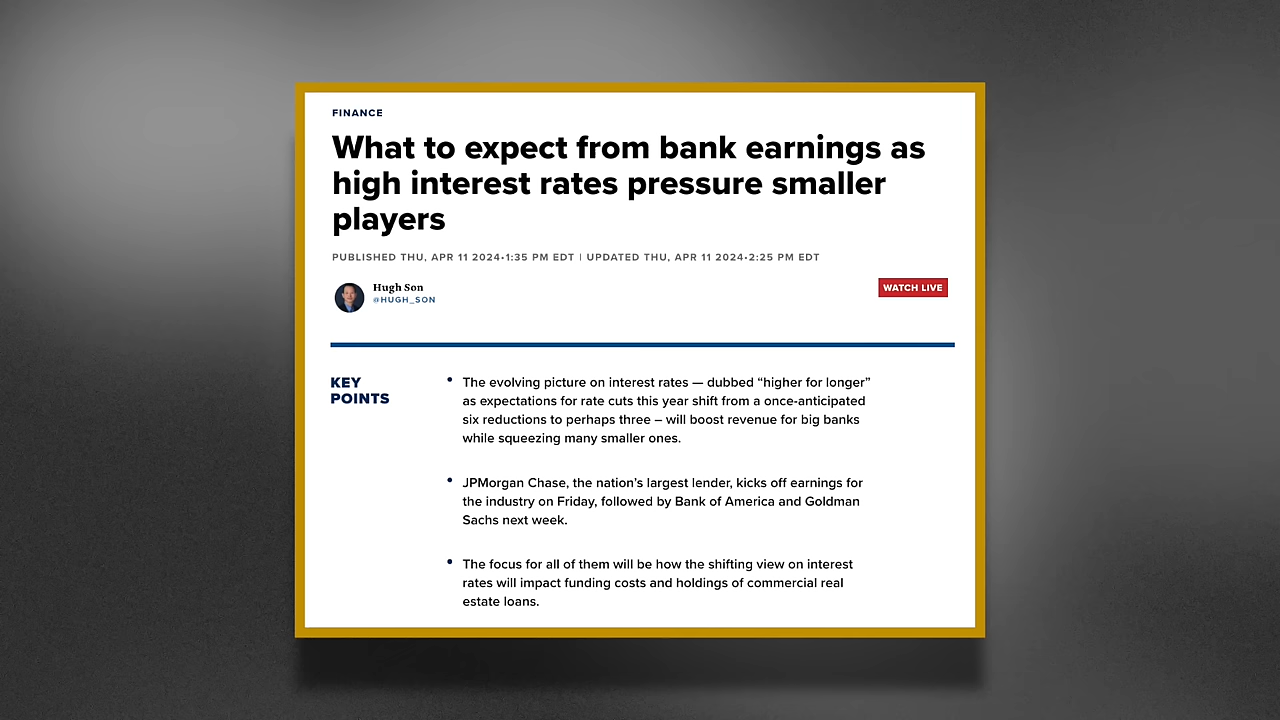 FINANCE
What to expect from bank earnings as
high interest rates pressure smaller
players
PUBLISHED THU, APR 11 2024•1:35 PM EDT | UPDATED THU, APR 11 2024•2:25 PM EDT
Hugh Son
@HUGH_SON
WATCH LIVE
KEY
POINTS
• The evolving picture on interest rates — dubbed “higher for longer”
as expectations for rate cuts this year shift from a once-anticipated
six reductions to perhaps three – will boost revenue for big banks
while squeezing many smaller ones.
• JPMorgan Chase, the nation’s largest lender, kicks off earnings for
the industry on Friday, followed by Bank of America and Goldman
Sachs next week.
• The focus for all of them will be how the shifting view on interest
rates will impact funding costs and holdings of commercial real
estate loans.